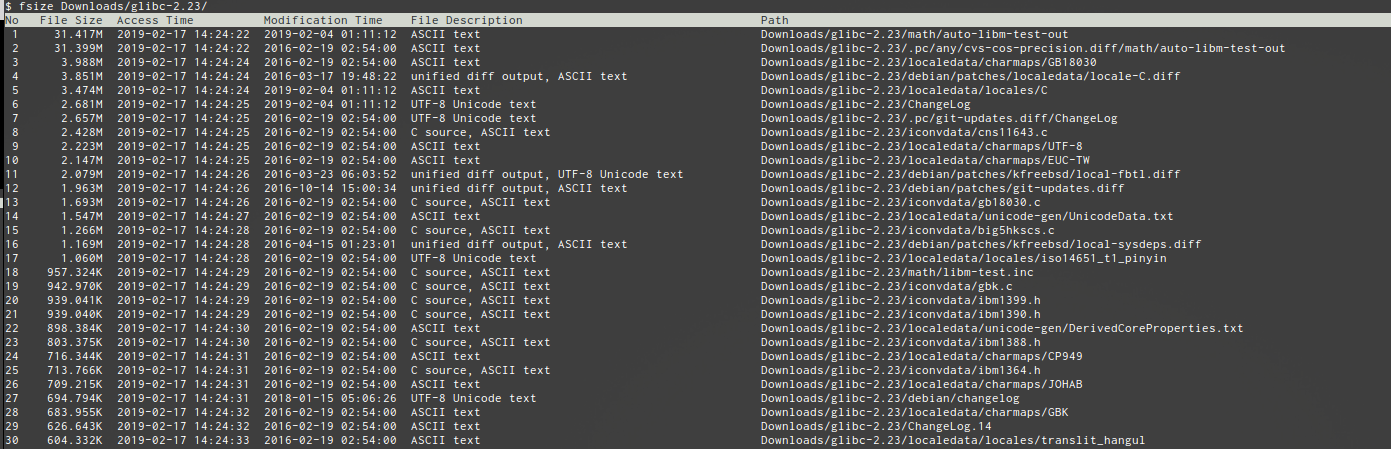 $ fsize Downloads/glibc-2.23/
No File Size Access Time Modification Time File Description Path
1 31.417M 2019-02-17 14:24:22 2019-02-04 01:11:12 ASCII text Downloads/glibc-2.23/math/auto-libm-test-out
2 31.399M 2019-02-17 14:24:22 2016-02-19 02:54:00 ASCII text Downloads/glibc-2.23/.pc/any/cvs-cos-precision.diff/math/auto-libm-test-out
3 3.988M 2019-02-17 14:24:24 2016-02-19 02:54:00 ASCII text Downloads/glibc-2.23/localedata/charmaps/GB18030
4 3.851M 2019-02-17 14:24:24 2016-03-17 19:48:22 unified diff output, ASCII text Downloads/glibc-2.23/debian/patches/localedata/locale-C.diff
5 3.474M 2019-02-17 14:24:24 2019-02-04 01:11:12 ASCII text Downloads/glibc-2.23/localedata/locales/C
6 2.681M 2019-02-17 14:24:25 2019-02-04 01:11:12 UTF-8 Unicode text Downloads/glibc-2.23/ChangeLog
7 2.657M 2019-02-17 14:24:25 2016-02-19 02:54:00 UTF-8 Unicode text Downloads/glibc-2.23/.pc/git-updates.diff/ChangeLog
8 2.428M 2019-02-17 14:24:25 2016-02-19 02:54:00 C source, ASCII text Downloads/glibc-2.23/iconvdata/cns11643.c
9 2.223M 2019-02-17 14:24:25 2016-02-19 02:54:00 ASCII text Downloads/glibc-2.23/localedata/charmaps/UTF-8
10 2.147M 2019-02-17 14:24:25 2016-02-19 02:54:00 ASCII text Downloads/glibc-2.23/localedata/charmaps/EUC-TW
11 2.079M 2019-02-17 14:24:26 2016-03-23 06:03:52 unified diff output, UTF-8 Unicode text Downloads/glibc-2.23/debian/patches/kfreebsd/local-fbtl.diff
12 1.963M 2019-02-17 14:24:26 2016-10-14 15:00:34 unified diff output, ASCII text Downloads/glibc-2.23/debian/patches/git-updates.diff
13 1.693M 2019-02-17 14:24:26 2016-02-19 02:54:00 C source, ASCII text Downloads/glibc-2.23/iconvdata/gb18030.c
14 1.547M 2019-02-17 14:24:27 2016-02-19 02:54:00 ASCII text Downloads/glibc-2.23/localedata/unicode-gen/UnicodeData.txt
15 1.266M 2019-02-17 14:24:28 2016-02-19 02:54:00 C source, ASCII text Downloads/glibc-2.23/iconvdata/big5hkscs.c
16 1.169M 2019-02-17 14:24:28 2016-04-15 01:23:01 unified diff output, ASCII text Downloads/glibc-2.23/debian/patches/kfreebsd/local-sysdeps.diff
17 1.060M 2019-02-17 14:24:28 2016-02-19 02:54:00 UTF-8 Unicode text Downloads/glibc-2.23/localedata/locales/iso14651_t1_pinyin
18 957.324K 2019-02-17 14:24:29 2016-02-19 02:54:00 C source, ASCII text Downloads/glibc-2.23/math/libm-test.inc
19 942.970K 2019-02-17 14:24:29 2016-02-19 02:54:00 C source, ASCII text Downloads/glibc-2.23/iconvdata/gbk.c
20 939.041K 2019-02-17 14:24:29 2016-02-19 02:54:00 C source, ASCII text Downloads/glibc-2.23/iconvdata/ibm1399.h
21 939.040K 2019-02-17 14:24:29 2016-02-19 02:54:00 C source, ASCII text Downloads/glibc-2.23/iconvdata/ibm1390.h
22 898.384K 2019-02-17 14:24:30 2016-02-19 02:54:00 ASCII text Downloads/glibc-2.23/localedata/unicode-gen/DerivedCoreProperties.txt
23 803.375K 2019-02-17 14:24:30 2016-02-19 02:54:00 C source, ASCII text Downloads/glibc-2.23/iconvdata/ibm1388.h
24 716.344K 2019-02-17 14:24:31 2016-02-19 02:54:00 ASCII text Downloads/glibc-2.23/localedata/charmaps/CP949
25 713.766K 2019-02-17 14:24:31 2016-02-19 02:54:00 C source, ASCII text Downloads/glibc-2.23/iconvdata/ibm1364.h
26 709.215K 2019-02-17 14:24:31 2016-02-19 02:54:00 ASCII text Downloads/glibc-2.23/localedata/charmaps/JOHAB
27 694.794K 2019-02-17 14:24:31 2018-01-15 05:06:26 UTF-8 Unicode text Downloads/glibc-2.23/debian/changelog
28 683.955K 2019-02-17 14:24:32 2016-02-19 02:54:00 ASCII text Downloads/glibc-2.23/localedata/charmaps/GBK
29 626.643K 2019-02-17 14:24:32 2016-02-19 02:54:00 ASCII text Downloads/glibc-2.23/ChangeLog.14
30 604.332K 2019-02-17 14:24:33 2016-02-19 02:54:00 ASCII text Downloads/glibc-2.23/localedata/locales/translit_hangul